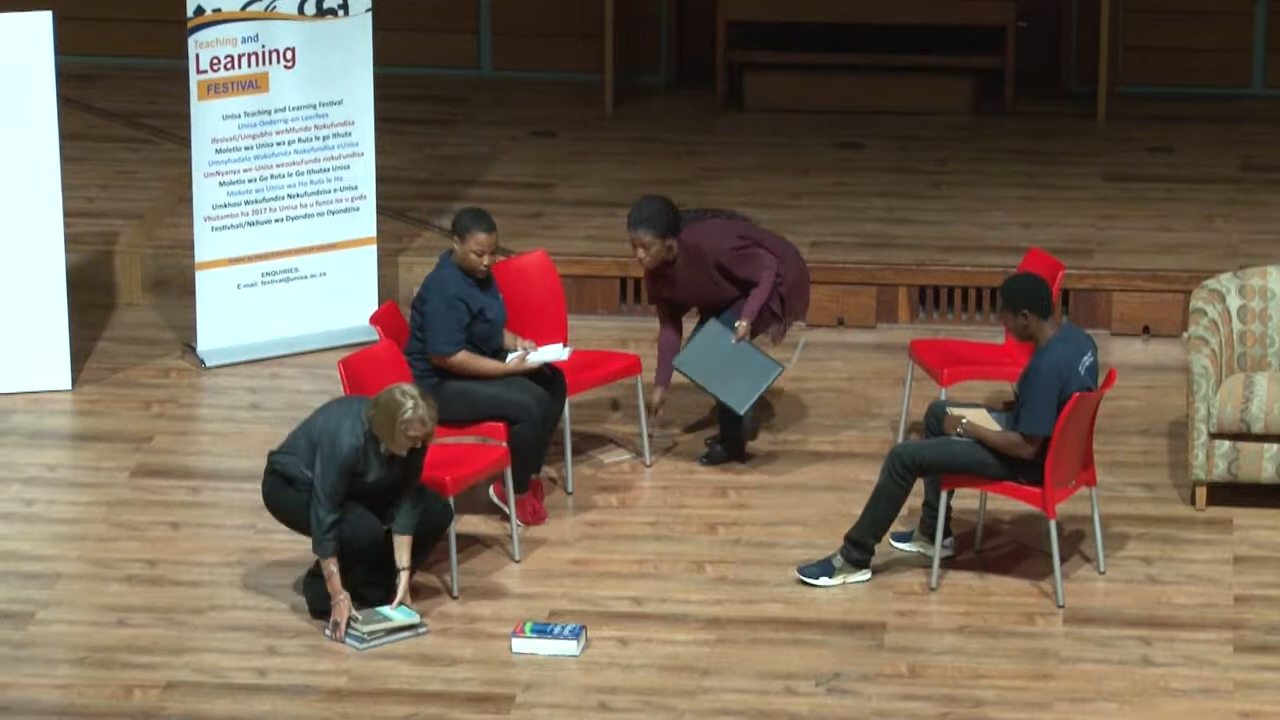 Teaching and
Learning
FESTIVAL
Unisa Teaching and Learning Festival
Unisa-Onderrig-en Leerfees
Ifesivali/Umgubho weMfundo Nokufundisa
Moletlo wa Unisa wa go Ruta le go Ithuta
Umnyhadala Wokufunda Nokufundisa eUnisa
UmNyanya we-Unisa wezokuFunda nokuFundisa
Moletlo wa Go Ruta le Go Ithutaa Unisa
Mokete wa Unisa wa Ho Ruta le Ho
Umkhosi Wekufundza Nekufundzisa e-Unisa
Vhutambo ha 2017 ha Unisa ha u funza na u guda
Festivhali/Nkhuvo wa Dyondzo no Dyondzisa
ENQUIRIES:
E-mail: festival@unisa.ac.za